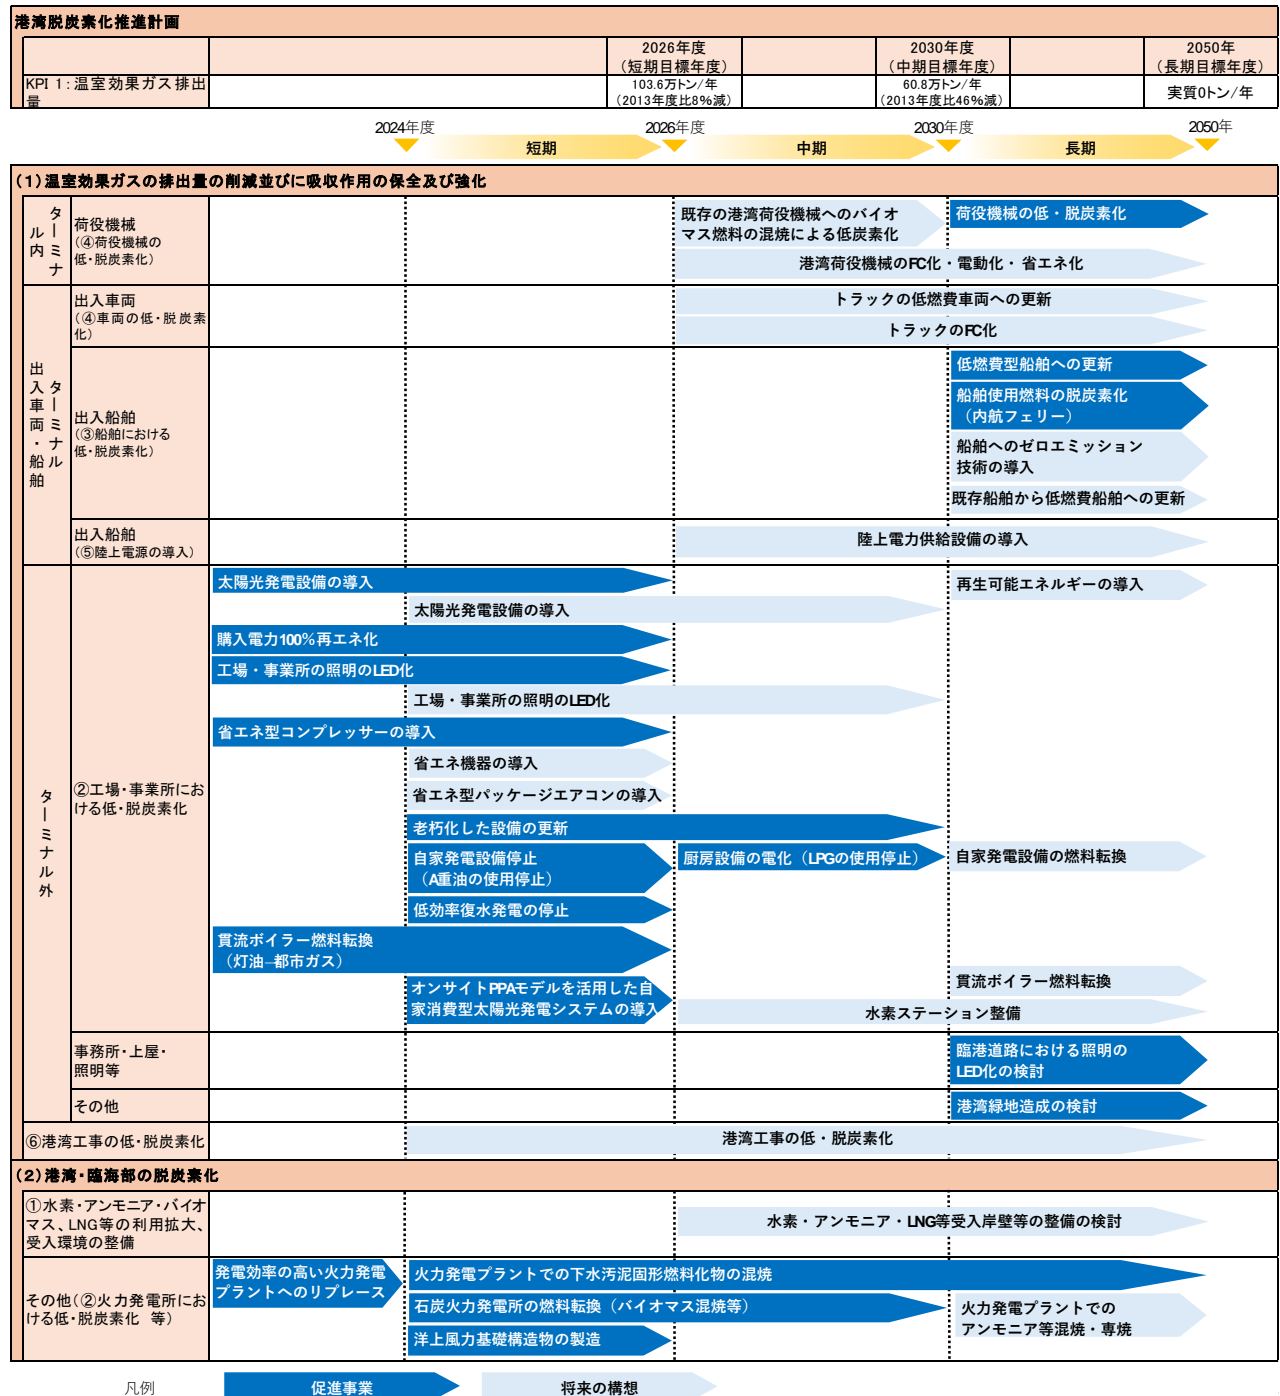 港湾脱炭素化推進計画
2026年度
（短期目標年度）
2030年度
（中期目標年度）
2050年
（長期目標年度）
KPI 1：温室効果ガス排出
量
103.6万トン/年
（2013年度比8%減）
60.8万トン/年
（2013年度比46%減）
実質0トン/年
2024年度
2026年度
2030年度
2050年
短期
中期
長期
（１）温室効果ガスの排出量の削減並びに吸収作用の保全及び強化
ターミナ
ル内
荷役機械
（④荷役機械の
低・脱炭素化）
既存の港湾荷役機械へのバイオ
マス燃料の混焼による低炭素化
荷役機械の低・脱炭素化
港湾荷役機械のFC化・電動化・省エネ化
ターミナル
出入車両・船舶
出入車両
（④車両の低・脱炭素
化）
トラックの低燃費車両への更新
トラックのFC化
出入船舶
（③船舶における
低・脱炭素化）
低燃費型船舶への更新
船舶使用燃料の脱炭素化
（内航フェリー）
船舶へのゼロエミッション
技術の導入
既存船舶から低燃費船舶への更新
出入船舶
（⑤陸上電源の導入）
陸上電力供給設備の導入
ターミナル外
②工場・事業所にお
ける低・脱炭素化
太陽光発電設備の導入
再生可能エネルギーの導入
太陽光発電設備の導入
購入電力100%再エネ化
工場・事業所の照明のLED化
工場・事業所の照明のLED化
省エネ型コンプレッサーの導入
省エネ機器の導入
省エネ型パッケージエアコンの導入
老朽化した設備の更新
自家発電設備停止
（A重油の使用停止）
厨房設備の電化（LPGの使用停止）
自家発電設備の燃料転換
低効率復水発電の停止
貫流ボイラー燃料転換
（灯油→都市ガス）
貫流ボイラー燃料転換
オンサイトPPAモデルを活用した自
家消費型太陽光発電システムの導入
水素ステーション整備
事務所・上屋・
照明等
臨港道路における照明の
LED化の検討
その他
港湾緑地造成の検討
⑥港湾工事の低・脱炭素化
港湾工事の低・脱炭素化
（２）港湾・臨海部の脱炭素化
①水素・アンモニア・バイオ
マス、LNG等の利用拡大、
受入環境の整備
水素・アンモニア・LNG等受入岸壁等の整備の検討
その他（②火力発電所にお
ける低・脱炭素化 等）
発電効率の高い火力発電
プラントへのリプレース
火力発電プラントでの下水汚泥固形燃料化物の混焼
石炭火力発電所の燃料転換（バイオマス混焼等）
火力発電プラントでの
アンモニア等混焼・専焼
洋上風力基礎構造物の製造
凡例
促進事業
将来の構想